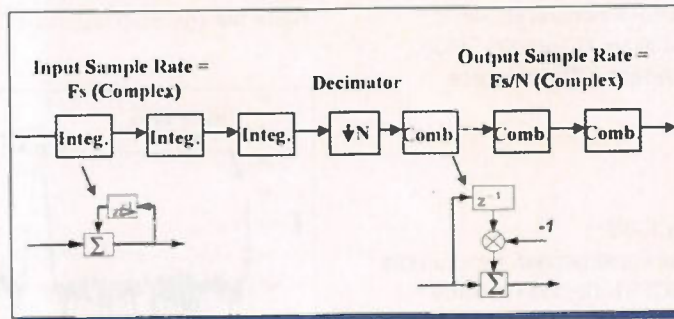 Input Sample Rate =
Fs (Complex)
Decimator
Output Sample Rate =
Fs/N (Complex)
Integ.
Integ.
Integ.
↓N
Comb
Comb
Comb
Σ
z⁻¹
-1
Σ